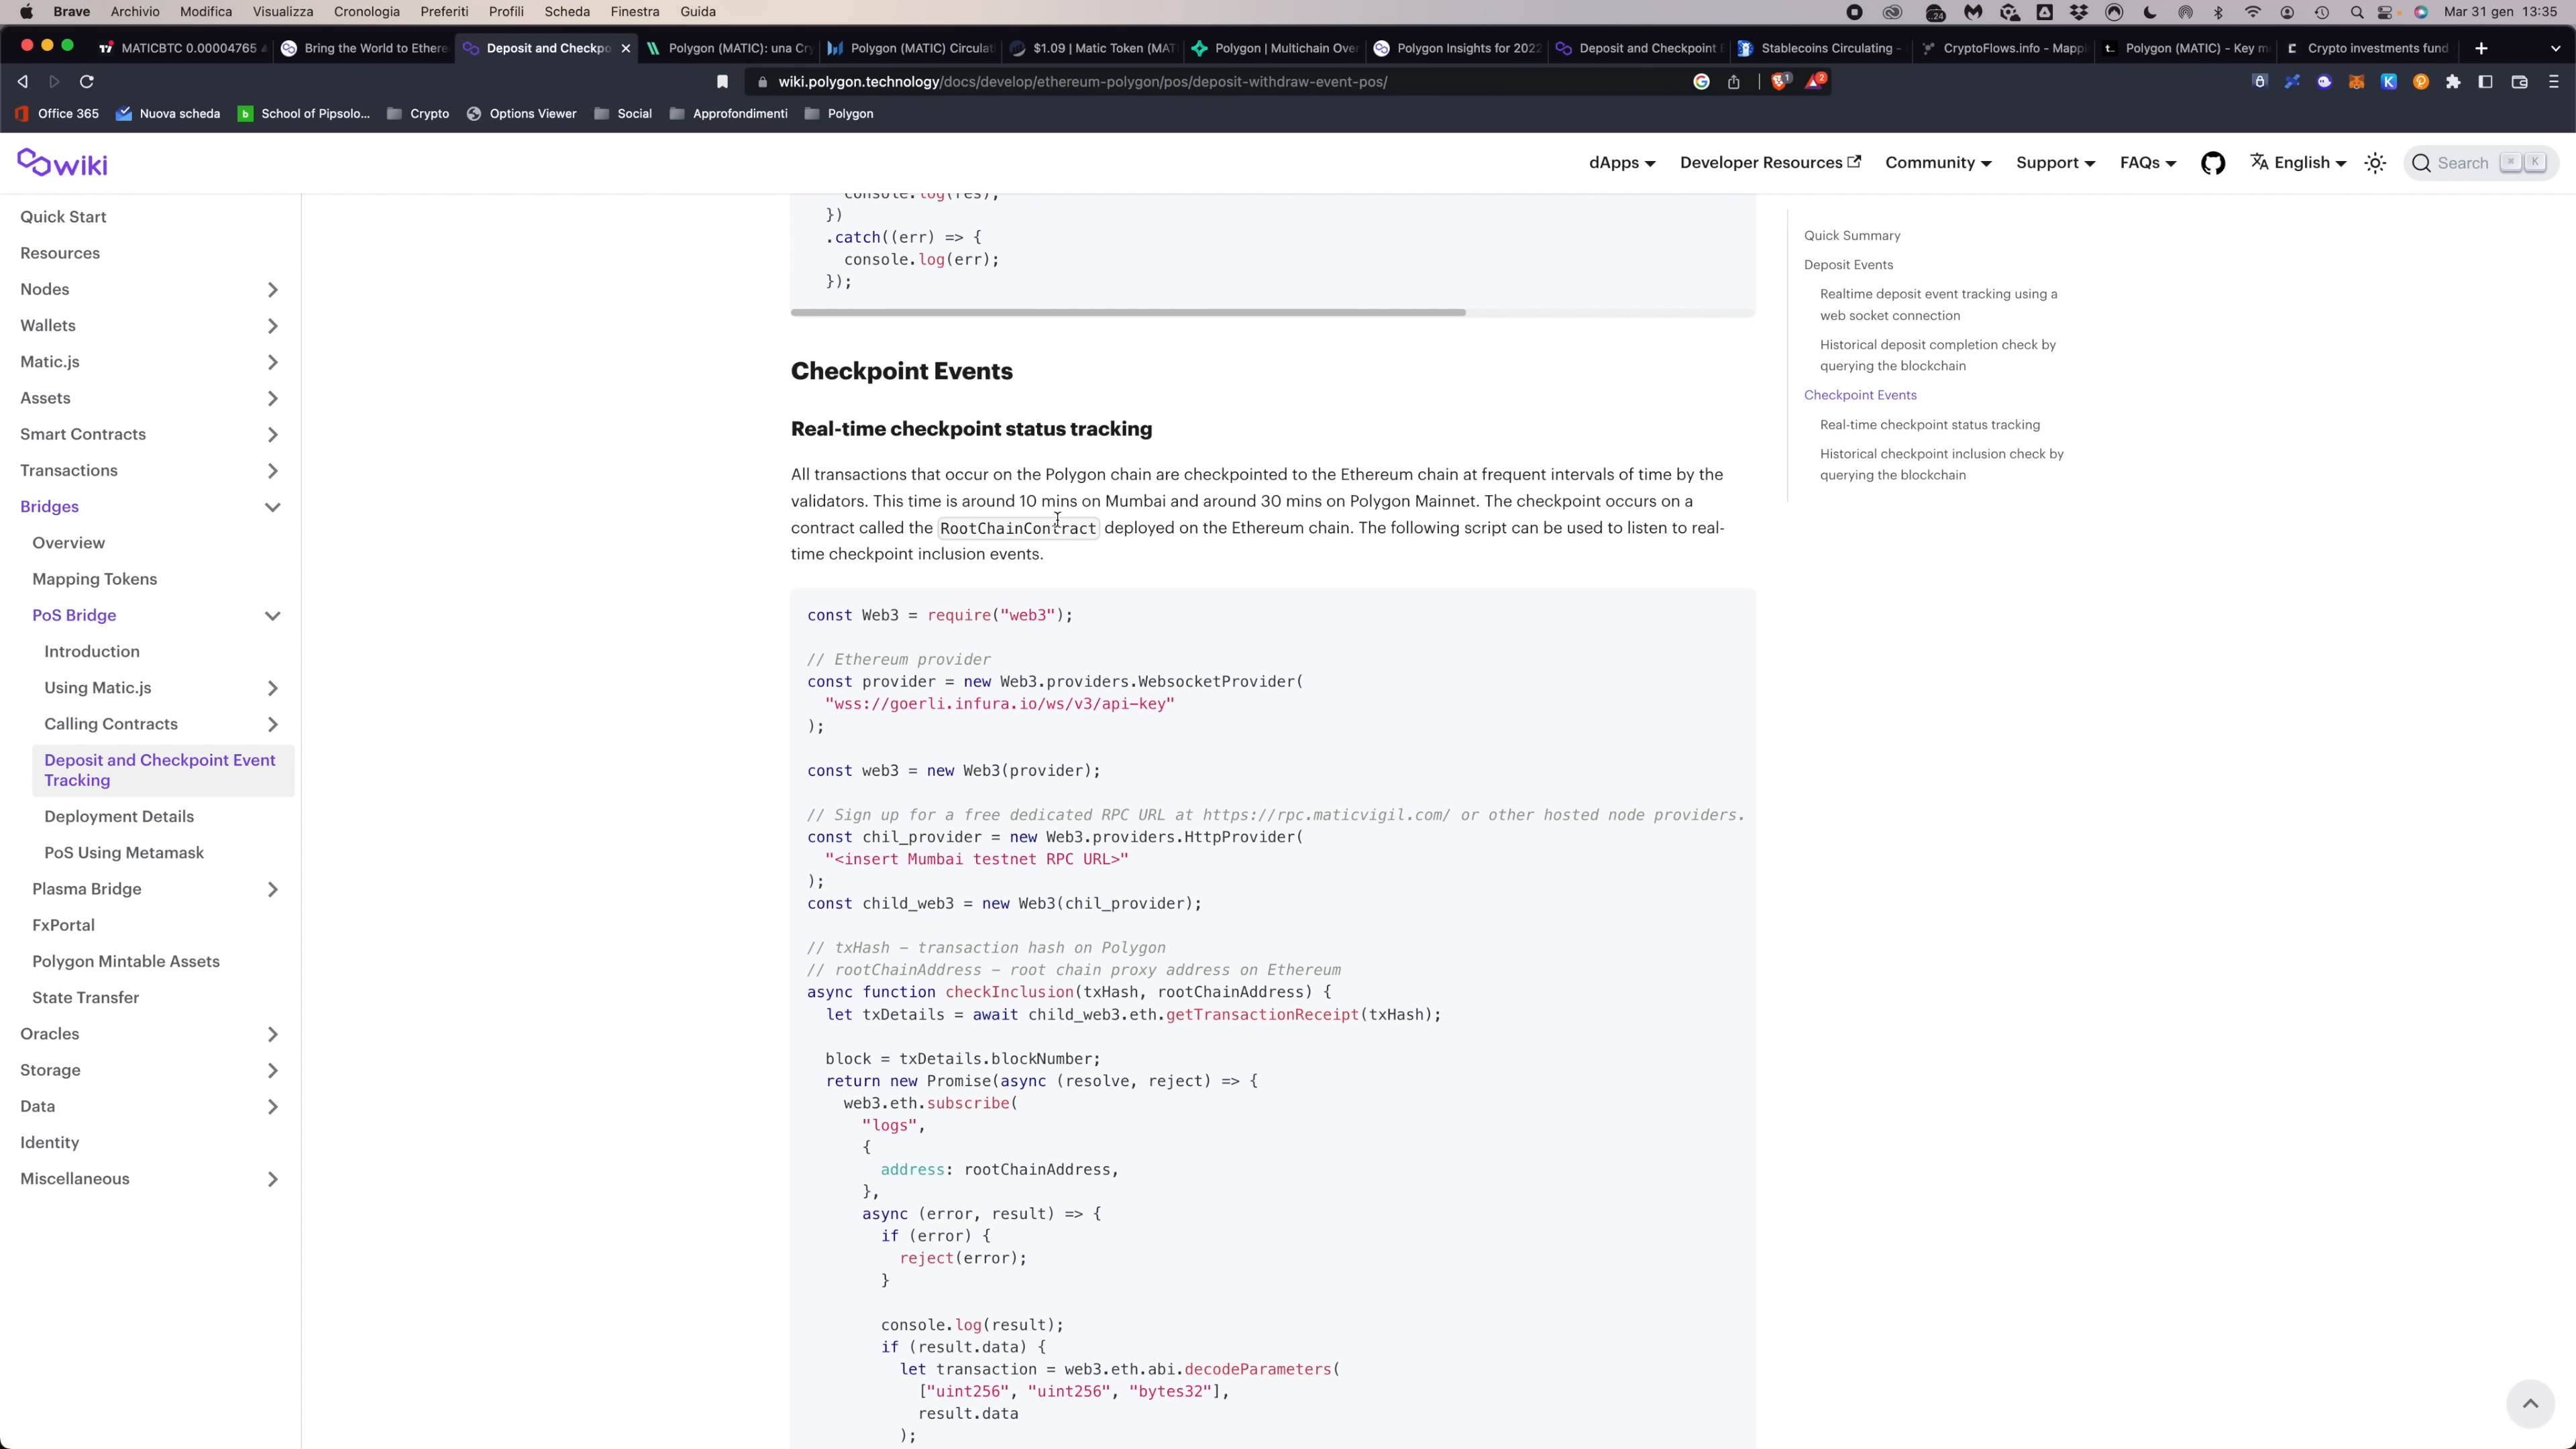 Brave Archivio Modifica Visualizza Cronologia Preferiti Profili Scheda Finestra Guida 24 Mar 31 gen 13:35
MATICBTC 0.00004765 Bring the World to Ethere Deposit and Checkpo Polygon (MATIC): una Cry Polygon (MATIC) Circulat $1.09 | Matic Token (MAT Polygon | Multichain Over Polygon Insights for 2022 Deposit and Checkpoint E Stablecoins Circulating - CryptoFlows.info - Mappi Polygon (MATIC) - Key m Crypto investments fund
wiki.polygon.technology/docs/develop/ethereum-polygon/pos/deposit-withdraw-event-pos/ 1 2
Office 365 Nuova scheda School of Pipsolo... Crypto Options Viewer Social Approfondimenti Polygon
wiki dApps Developer Resources Community Support FAQs English Search ⌘ K
Quick Start
Resources
Nodes
Wallets
Matic.js
Assets
Smart Contracts
Transactions
Bridges
Overview
Mapping Tokens
PoS Bridge
Introduction
Using Matic.js
Calling Contracts
Deposit and Checkpoint Event
Tracking
Deployment Details
PoS Using Metamask
Plasma Bridge
FxPortal
Polygon Mintable Assets
State Transfer
Oracles
Storage
Data
Identity
Miscellaneous
console.log(res);
})
.catch((err) => {
console.log(err);
});
Checkpoint Events
Real-time checkpoint status tracking
All transactions that occur on the Polygon chain are checkpointed to the Ethereum chain at frequent intervals of time by the
validators. This time is around 10 mins on Mumbai and around 30 mins on Polygon Mainnet. The checkpoint occurs on a
contract called the RootChainContract deployed on the Ethereum chain. The following script can be used to listen to real-
time checkpoint inclusion events.
const Web3 = require("web3");
// Ethereum provider
const provider = new Web3.providers.WebsocketProvider(
"wss://goerli.infura.io/ws/v3/api-key"
);
const web3 = new Web3(provider);
// Sign up for a free dedicated RPC URL at https://rpc.maticvigil.com/ or other hosted node providers.
const chil_provider = new Web3.providers.HttpProvider(
"<insert Mumbai testnet RPC URL>"
);
const child_web3 = new Web3(chil_provider);
// txHash - transaction hash on Polygon
// rootChainAddress - root chain proxy address on Ethereum
async function checkInclusion(txHash, rootChainAddress) {
let txDetails = await child_web3.eth.getTransactionReceipt(txHash);
block = txDetails.blockNumber;
return new Promise(async (resolve, reject) => {
web3.eth.subscribe(
"logs",
{
address: rootChainAddress,
},
async (error, result) => {
if (error) {
reject(error);
}
console.log(result);
if (result.data) {
let transaction = web3.eth.abi.decodeParameters(
["uint256", "uint256", "bytes32"],
result.data
);
Quick Summary
Deposit Events
Realtime deposit event tracking using a
web socket connection
Historical deposit completion check by
querying the blockchain
Checkpoint Events
Real-time checkpoint status tracking
Historical checkpoint inclusion check by
querying the blockchain